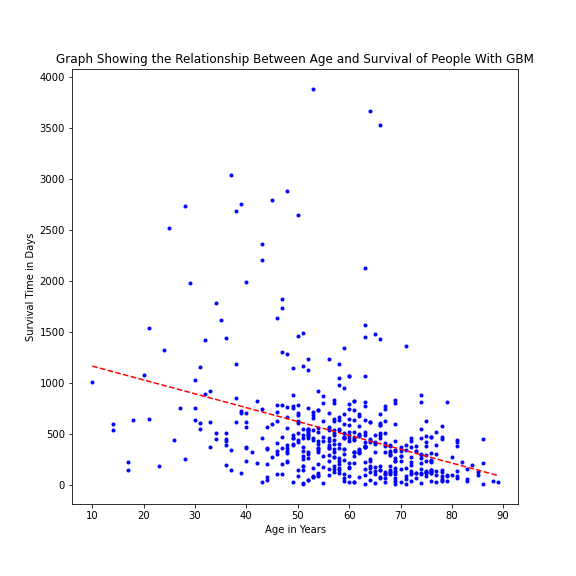 Graph Showing the Relationship Between Age and Survival of People With GBM
4000
3500
3000
2500
2000
1500
1000
500
0
Survival Time in Days
10 20 30 40 50 60 70 80 90
Age in Years